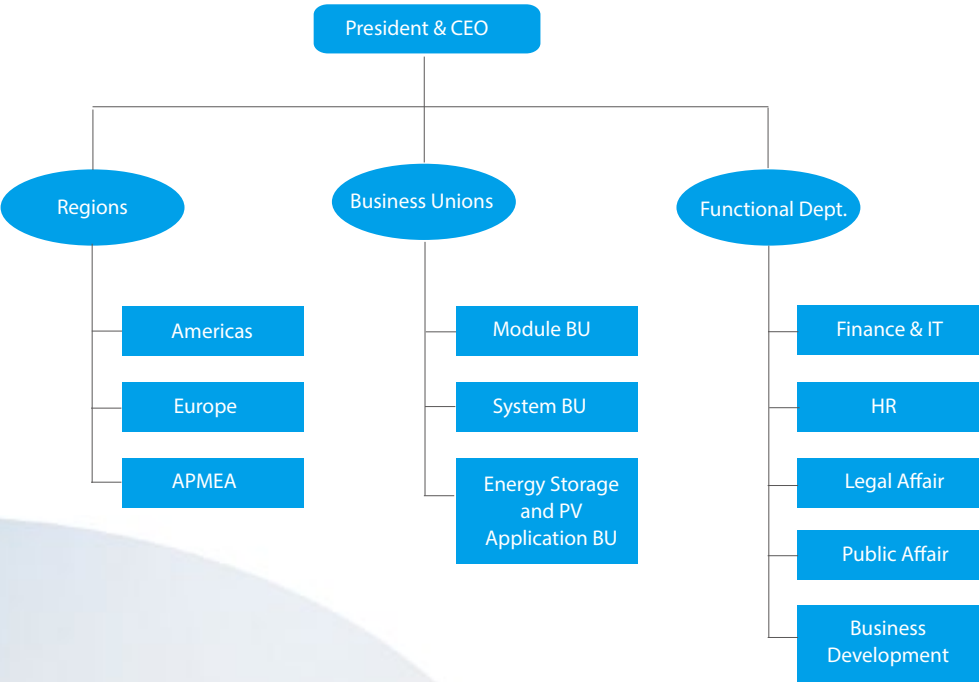 President & CEO
Regions
Business Unions
Functional Dept.
Americas
Europe
APMEA
Module BU
System BU
Energy Storage
and PV
Application BU
Finance & IT
HR
Legal Affair
Public Affair
Business
Development